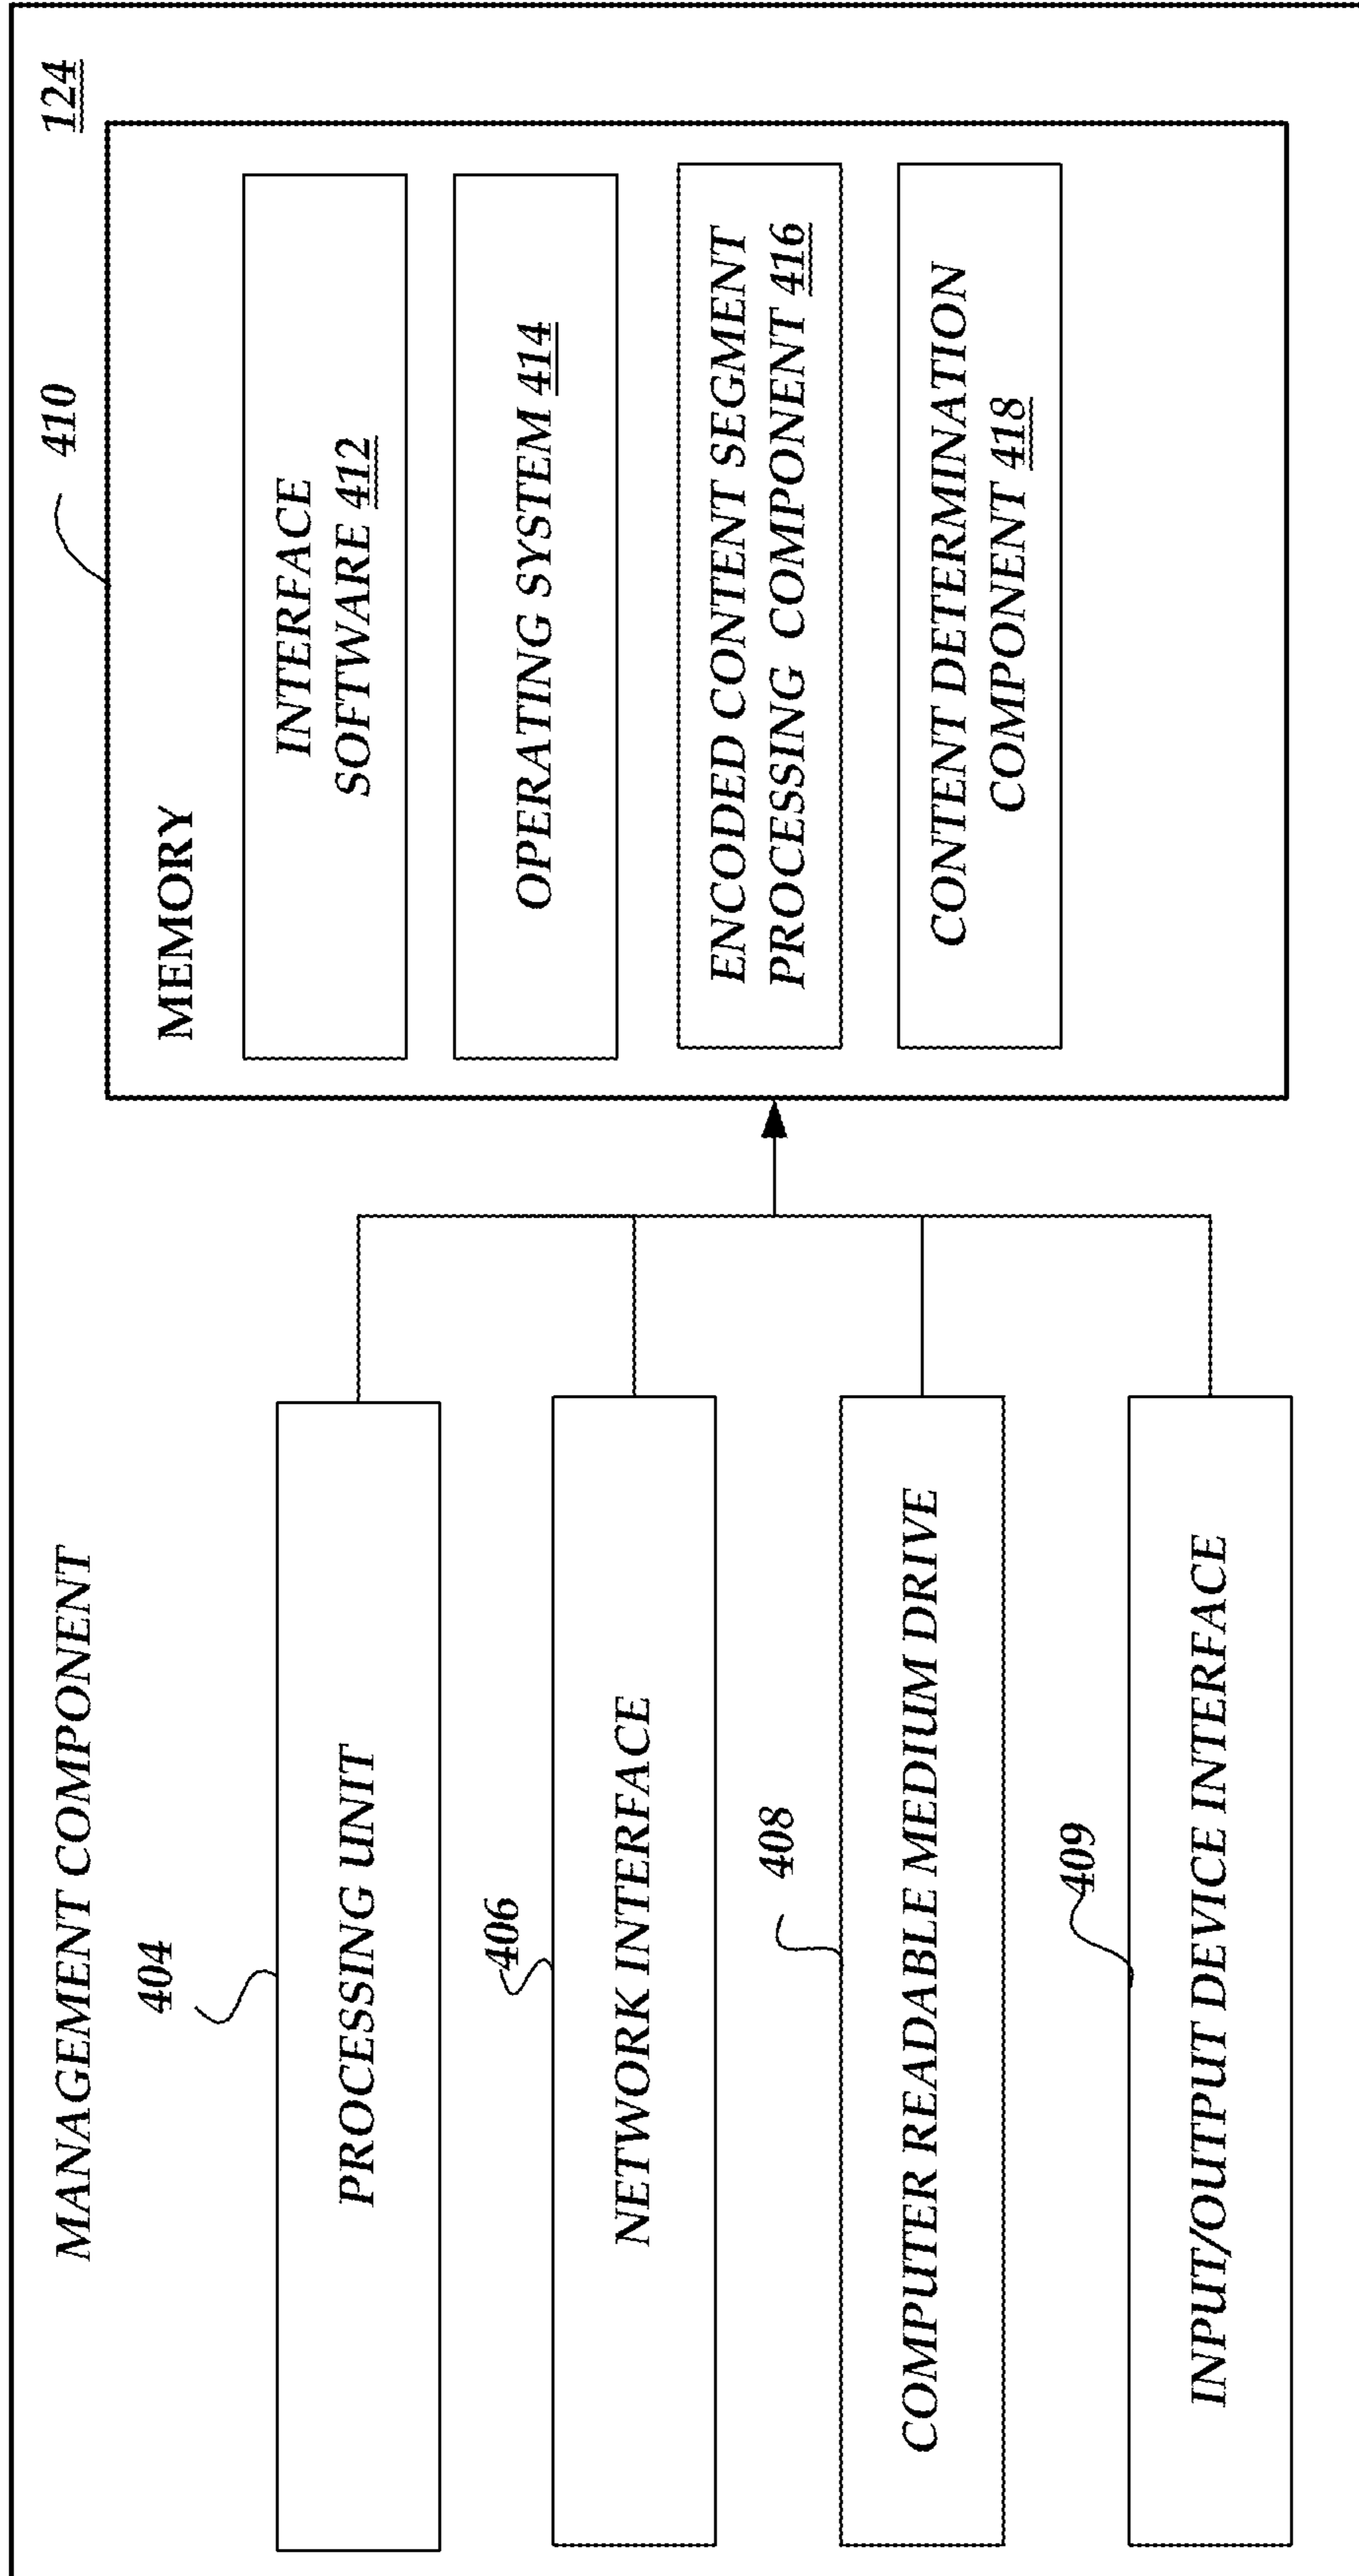 MANAGEMENT COMPONENT
124
404
PROCESSING UNIT
406
NETWORK INTERFACE
408
COMPUTER READABLE MEDIUM DRIVE
409
INPUT/OUTPUT DEVICE INTERFACE
410
MEMORY
INTERFACE
SOFTWARE 412
OPERATING SYSTEM 414
ENCODED CONTENT SEGMENT
PROCESSING COMPONENT 416
CONTENT DETERMINATION
COMPONENT 418